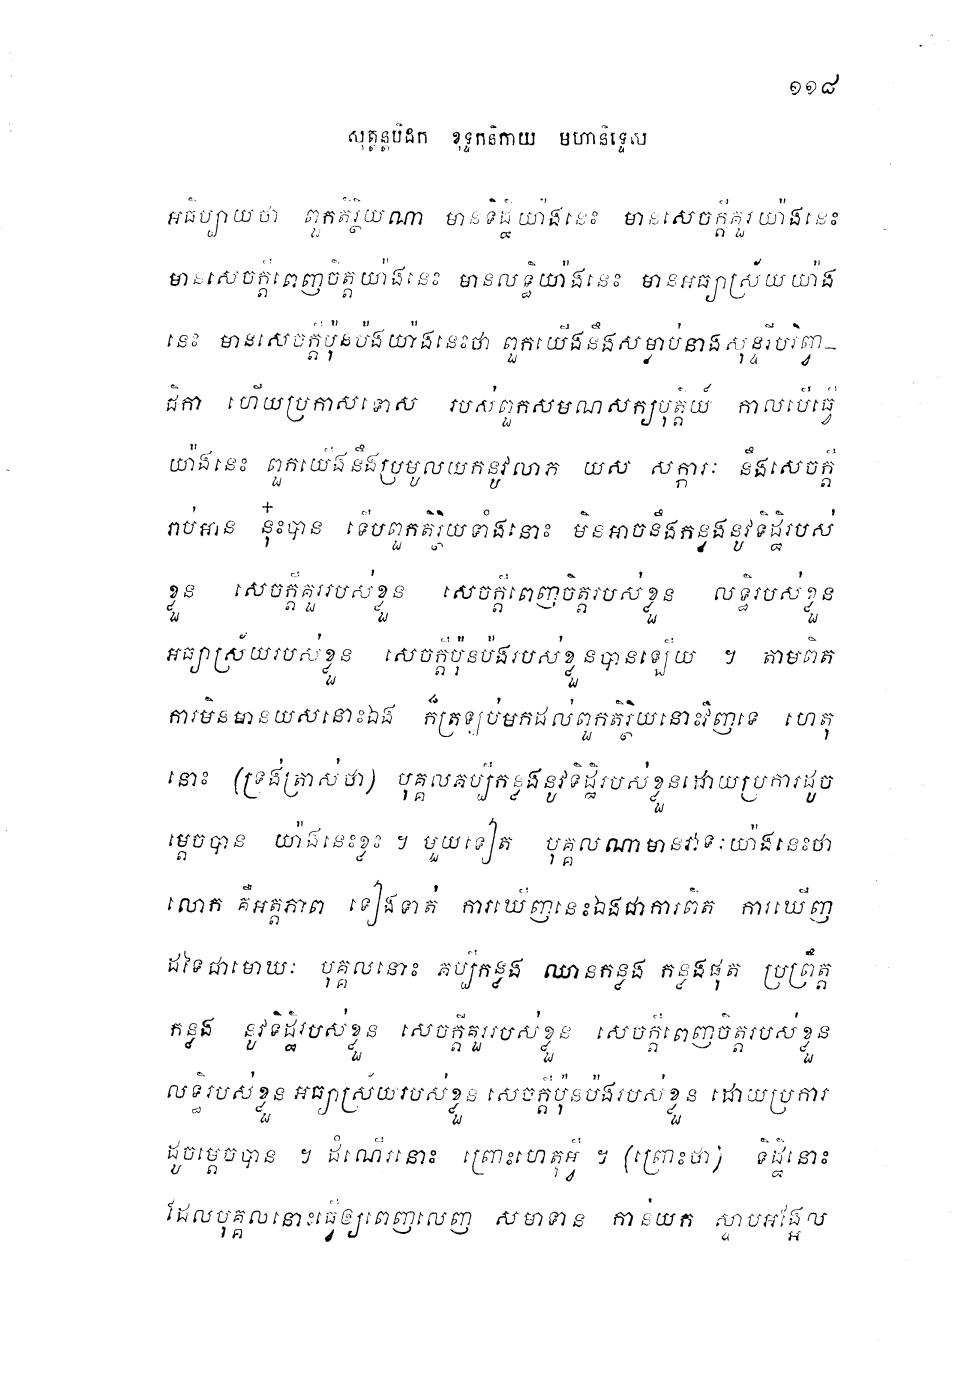 ១១៨
សុត្តន្តបិដក ខុទ្ទកនិកាយ មហានិទ្ទេស
អធិប្បាយថា ពួកតិរ្ថិយណា មានទិដ្ឋិយ៉ាងនេះ មានសេចក្តីគួរយ៉ាងនេះ
មានសេចក្តីពេញចិត្តយ៉ាងនេះ មានលទ្ធិយ៉ាងនេះ មានអធ្យាស្រ័យយ៉ាង
នេះ មានសេចក្តីប៉ុនប៉ងយ៉ាងនេះថា ពួកយើងនឹងសម្លាប់នាងសុន្ទរីបរិព្វា–
ជិកា ហើយប្រកាសទោស របស់ពួកសមណសក្យបុត្តិយ៍ កាលបើធ្វើ
យ៉ាងនេះ ពួកយើងនឹងប្រមូលយកនូវលាភ យស សក្ការៈ នឹងសេចក្តី
រាប់អាន នុ៎ះបាន ទើបពួកតិរ្ថិយទាំងនោះ មិនអាចនឹងកន្លងនូវទិដ្ឋិរបស់
ខ្លួន សេចក្តីគួររបស់ខ្លួន សេចក្តីពេញចិត្តរបស់ខ្លួន លទ្ធិរបស់ខ្លួន
អធ្យាស្រ័យរបស់ខ្លួន សេចក្តីប៉ុនប៉ងរបស់ខ្លួនបានឡើយ ។ តាមពិត
ការមិនមានយសនោះឯង ក៏ត្រឡប់មកដល់ពួកតិរ្ថិយនោះវិញទេ ហេតុ
នោះ (ទ្រង់ត្រាស់ថា) បុគ្គលគប្បីកន្លងនូវទិដ្ឋិរបស់ខ្លួនដោយប្រការដូច
ម្តេចបាន យ៉ាងនេះខ្លះ ។ មួយទៀត បុគ្គលណាមានវាទៈយ៉ាងនេះថា
លោក គឺអត្តភាព ទៀងទាត់ ការឃើញនេះឯងជាការពិត ការឃើញ
ដទៃជាមោឃៈ បុគ្គលនោះ គប្បីកន្លង ឈានកន្លង កន្លងផុត ប្រព្រឹត្ត
កន្លង នូវទិដ្ឋិរបស់ខ្លួន សេចក្តីគួររបស់ខ្លួន សេចក្តីពេញចិត្តរបស់ខ្លួន
លទ្ធិរបស់ខ្លួន អធ្យាស្រ័យរបស់ខ្លួន សេចក្តីប៉ុនប៉ងរបស់ខ្លួន ដោយប្រការ
ដូចម្តេចបាន ។ ដំណើរនោះ ព្រោះហេតុអ្វី ។ (ព្រោះថា) ទិដ្ឋិនោះ
ដែលបុគ្គលនោះធ្វើឲ្យពេញលេញ សមាទាន កាន់យក ស្ទាបអង្អែល